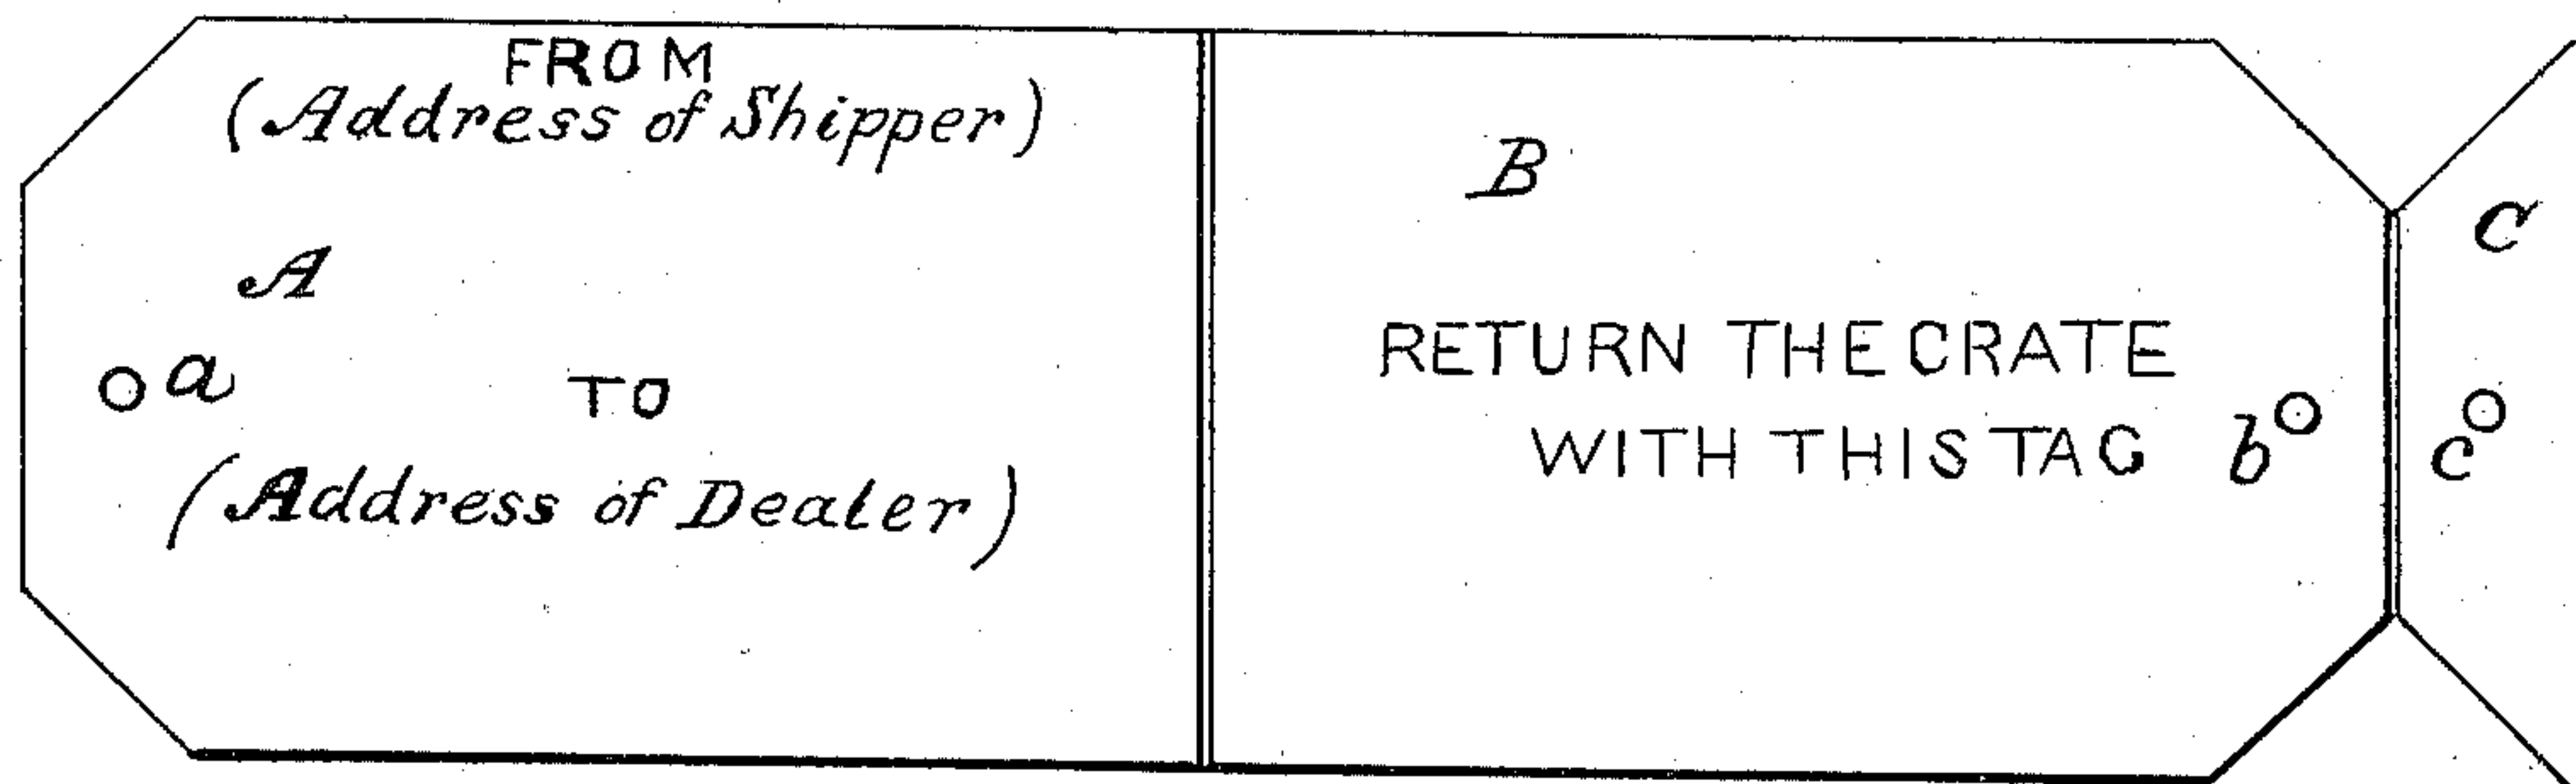 FROM
(Address of Shipper)
A
a
TO
(Address of Dealer)
B
RETURN THE CRATE
WITH THIS TAG
b
C
c